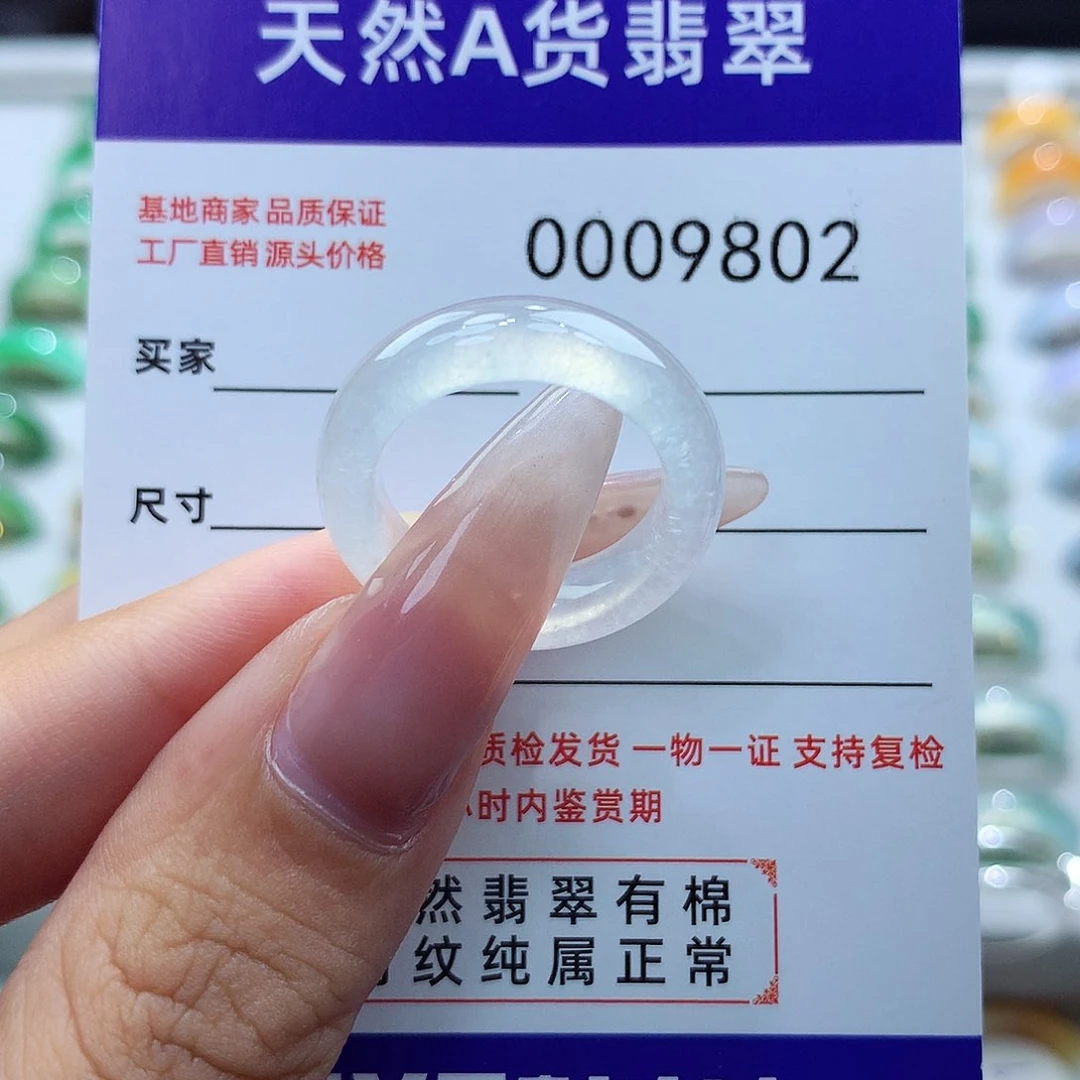 天然A货翡翠
基地商家 品质保证
工厂直销 源头价格
0009802
买家
尺寸
质检发货 一物一证 支持复检
时内鉴赏期
然翡翠有棉
纹纯属正常